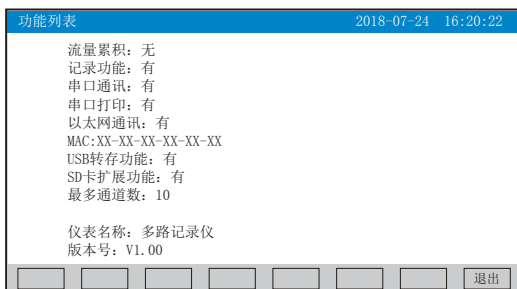 功能列表 2018-07-24 16:20:22
流量累积：无
记录功能：有
串口通讯：有
串口打印：有
以太网通讯：有
MAC:XX-XX-XX-XX-XX-XX
USB转存功能：有
SD卡扩展功能：有
最多通道数：10
仪表名称：多路记录仪
版本号：V1.00
退出